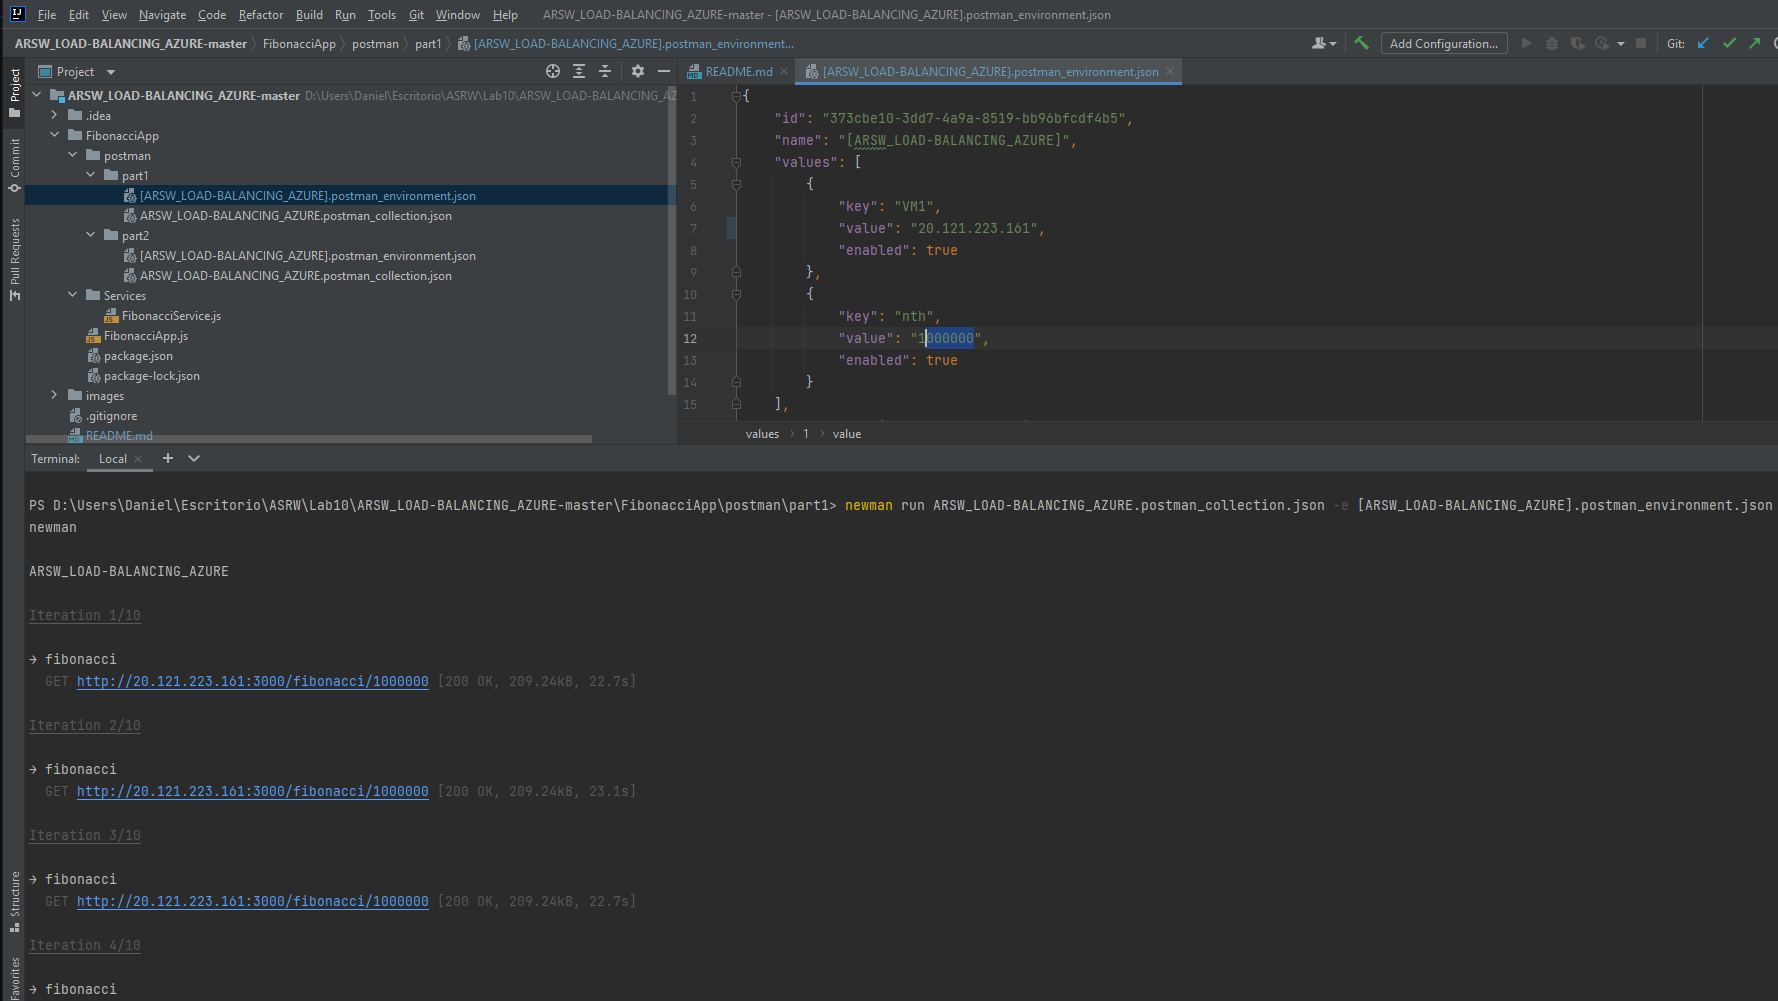 File Edit View Navigate Code Refactor Build Run Tools Git Window Help ARSW_LOAD-BALANCING_AZURE-master - [ARSW_LOAD-BALANCING_AZURE].postman_environment.json
ARSW_LOAD-BALANCING_AZURE-master FibonacciApp postman part1 [ARSW_LOAD-BALANCING_AZURE].postman_environment... Add Configuration... Git:
Project
Commit
Pull Requests
Structure
Favorites
Project
ARSW_LOAD-BALANCING_AZURE-master D:\Users\Daniel\Escritorio\ASRW\Lab10\ARSW_LOAD-BALANCING_AZ
.idea
FibonacciApp
postman
part1
[ARSW_LOAD-BALANCING_AZURE].postman_environment.json
ARSW_LOAD-BALANCING_AZURE.postman_collection.json
part2
[ARSW_LOAD-BALANCING_AZURE].postman_environment.json
ARSW_LOAD-BALANCING_AZURE.postman_collection.json
Services
FibonacciService.js
FibonacciApp.js
package.json
package-lock.json
images
.gitignore
README.md
README.md [ARSW_LOAD-BALANCING_AZURE].postman_environment.json
1 {
2 "id": "373cbe10-3dd7-4a9a-8519-bb96bfcdf4b5",
3 "name": "[ARSW_LOAD-BALANCING_AZURE]",
4 "values": [
5 {
6 "key": "VM1",
7 "value": "20.121.223.161",
8 "enabled": true
9 },
10 {
11 "key": "nth",
12 "value": "1000000",
13 "enabled": true
14 }
15 ],
values 1 value
Terminal: Local
PS D:\Users\Daniel\Escritorio\ASRW\Lab10\ARSW_LOAD-BALANCING_AZURE-master\FibonacciApp\postman\part1> newman run ARSW_LOAD-BALANCING_AZURE.postman_collection.json -e [ARSW_LOAD-BALANCING_AZURE].postman_environment.json
newman
ARSW_LOAD-BALANCING_AZURE
Iteration 1/10
→ fibonacci
GET http://20.121.223.161:3000/fibonacci/1000000 [200 OK, 209.24kB, 22.7s]
Iteration 2/10
→ fibonacci
GET http://20.121.223.161:3000/fibonacci/1000000 [200 OK, 209.24kB, 23.1s]
Iteration 3/10
→ fibonacci
GET http://20.121.223.161:3000/fibonacci/1000000 [200 OK, 209.24kB, 22.7s]
Iteration 4/10
→ fibonacci